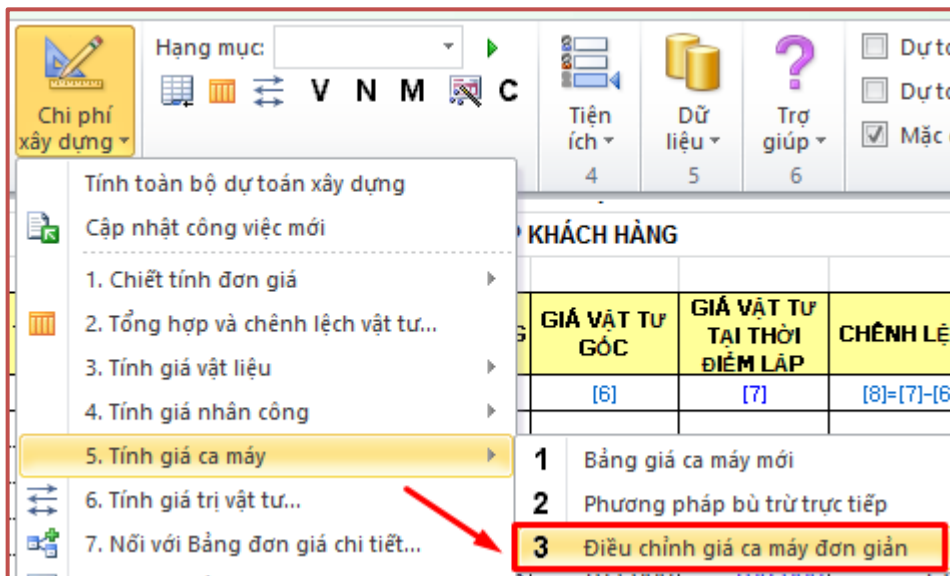 Hạng mục:
V N M C
Chi phí
xây dựng
Tiện
ích
Dữ
liệu
Trợ
giúp
Mặc
4
5
6
Tính toàn bộ dự toán xây dựng
Cập nhật công việc mới
1. Chiết tính đơn giá
2. Tổng hợp và chênh lệch vật tư...
3. Tính giá vật liệu
4. Tính giá nhân công
5. Tính giá ca máy
6. Tính giá trị vật tư...
7. Nối với Bảng đơn giá chi tiết...
KHÁCH HÀNG
GIÁ VẬT TƯ
GỐC
GIÁ VẬT TƯ
TẠI THỜI
ĐIỂM LẬP
CHÊNH LỆ
[6]
[7]
[8]=[7]-[6
1 Bảng giá ca máy mới
2 Phương pháp bù trừ trực tiếp
3 Điều chỉnh giá ca máy đơn giản